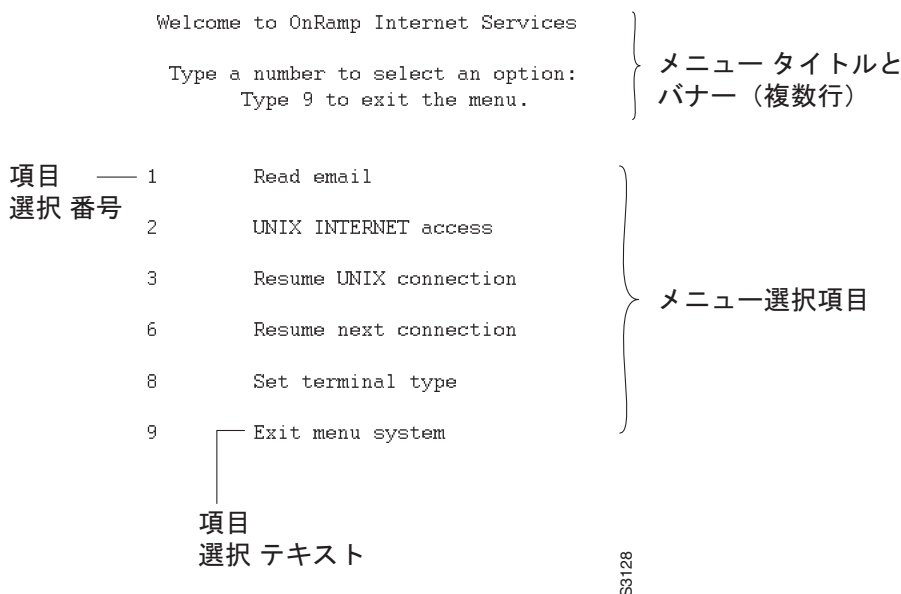 Welcome to OnRamp Internet Services
Type a number to select an option:
Type 9 to exit the menu.
メニュー タイトルと
バナー（複数行）
項目
選択 番号
1 Read email
2 UNIX INTERNET access
3 Resume UNIX connection
6 Resume next connection
8 Set terminal type
9 Exit menu system
メニュー選択項目
項目
選択 テキスト
S3128